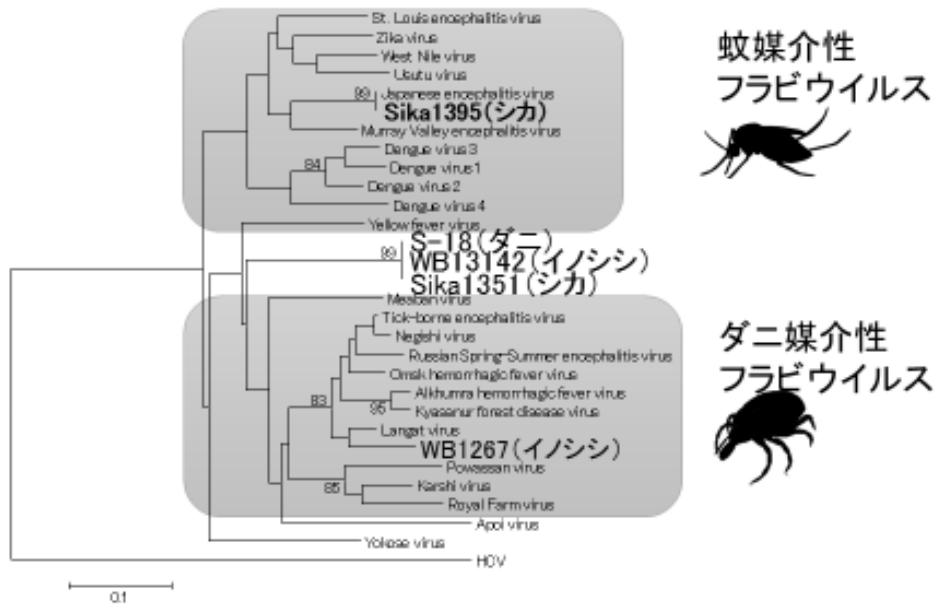 St. Louis encephalitis virus
Zika virus
West Nile virus
Usutu virus
99 Japanese encephalitis virus
Sika1395(シカ)
Murray Valley encephalitis virus
Dengue virus 3
84 Dengue virus 1
Dengue virus 2
Dengue virus 4
Yellow fever virus
S-18(ダニ)
99 WB13142(イノシシ)
Sika1351(シカ)
Meaban virus
Tick-borne encephalitis virus
Negishi virus
Russian Spring-Summer encephalitis virus
Omsk hemorrhagic fever virus
Alkhumra hemorrhagic fever virus
83 95 Kyasanur forest disease virus
Langat virus
WB1267(イノシシ)
Powassan virus
85 Karshi virus
Royal Farm virus
Apoi virus
Yokose virus
HCV
0.1
蚊媒介性
フラビウイルス
ダニ媒介性
フラビウイルス